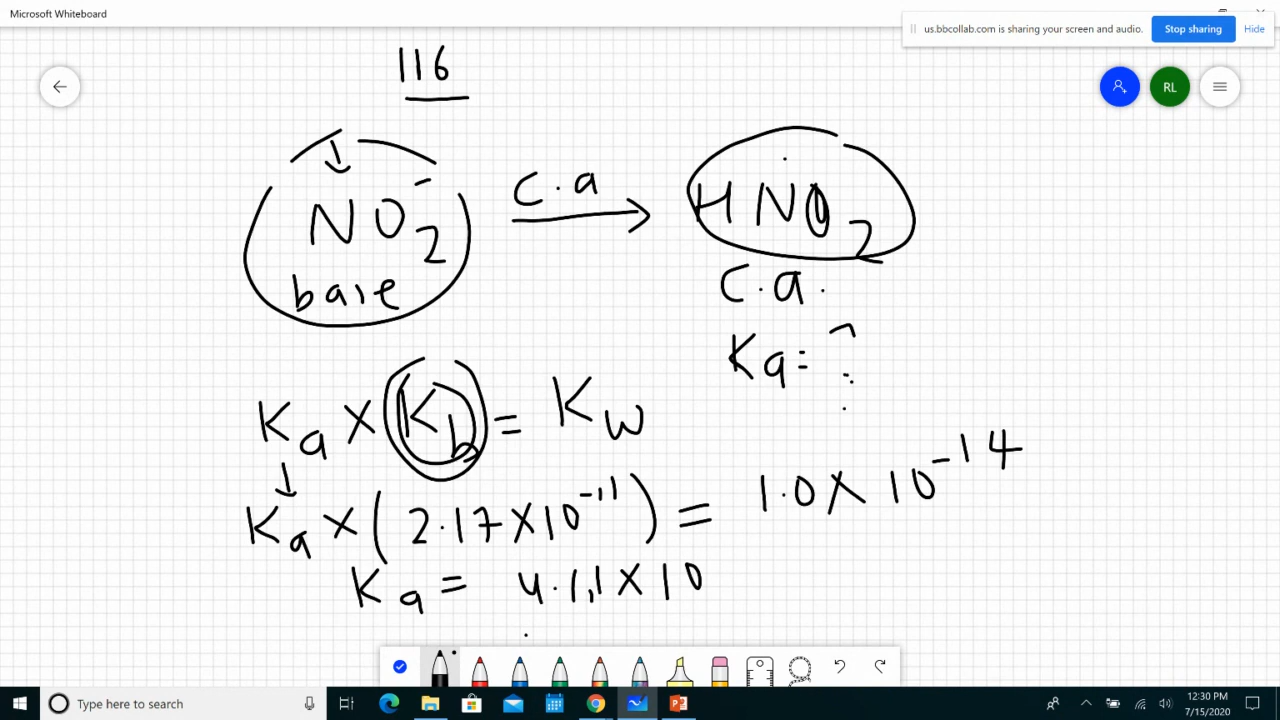 Microsoft Whiteboard
us.bbcollab.com is sharing your screen and audio. Stop sharing Hide
116
RL
NO₂⁻ c.a → HNO₂
base
c.a.
Ka = ?
Ka × Kb = Kw
Ka × (2.17×10⁻¹¹) = 1.0×10⁻¹⁴
Ka = 4.11×10
Type here to search
12:30 PM
7/15/2020